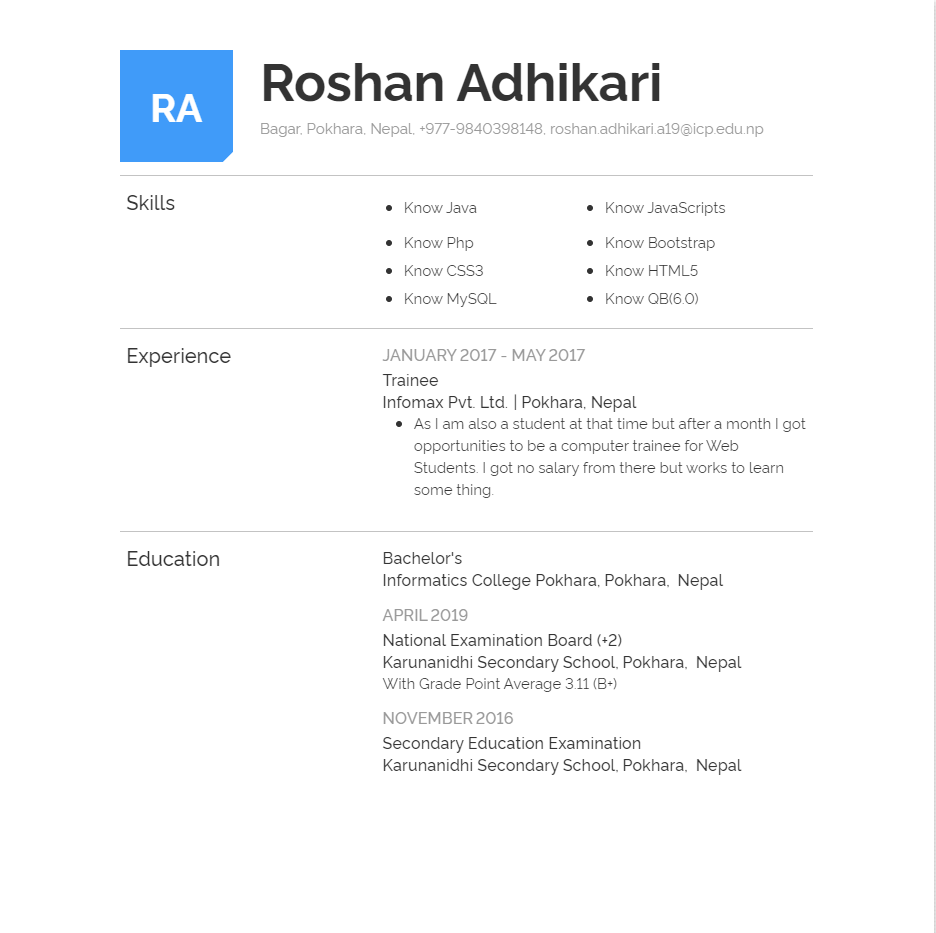 RA
Roshan Adhikari
Bagar, Pokhara, Nepal, +977-9840398148, roshan.adhikari.a19@icp.edu.np
Skills
Know Java
Know JavaScripts
Know Php
Know Bootstrap
Know CSS3
Know HTML5
Know MySQL
Know QB(6.0)
Experience
JANUARY 2017 - MAY 2017
Trainee
Infomax Pvt. Ltd. | Pokhara, Nepal
As I am also a student at that time but after a month I got
opportunities to be a computer trainee for Web
Students. I got no salary from there but works to learn
some thing.
Education
Bachelor's
Informatics College Pokhara, Pokhara, Nepal
APRIL 2019
National Examination Board (+2)
Karunanidhi Secondary School, Pokhara, Nepal
With Grade Point Average 3.11 (B+)
NOVEMBER 2016
Secondary Education Examination
Karunanidhi Secondary School, Pokhara, Nepal